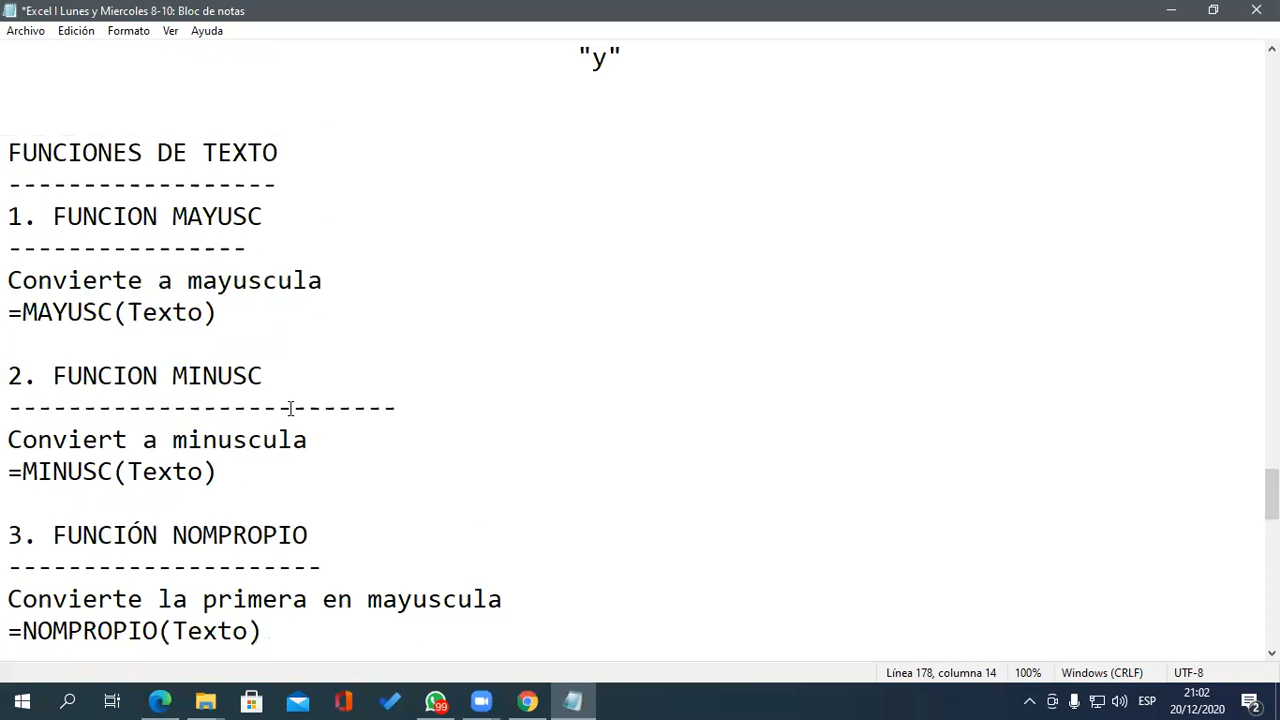 *Excel I Lunes y Miercoles 8-10: Bloc de notas
Archivo Edición Formato Ver Ayuda
"y"
FUNCIONES DE TEXTO
------------------
1. FUNCION MAYUSC
----------------
Convierte a mayuscula
=MAYUSC(Texto)
2. FUNCION MINUSC
--------------------------
Conviert a minuscula
=MINUSC(Texto)
3. FUNCIÓN NOMPROPIO
---------------------
Convierte la primera en mayuscula
=NOMPROPIO(Texto)
Línea 178, columna 14 100% Windows (CRLF) UTF-8
99 ESP 21:02
20/12/2020 2